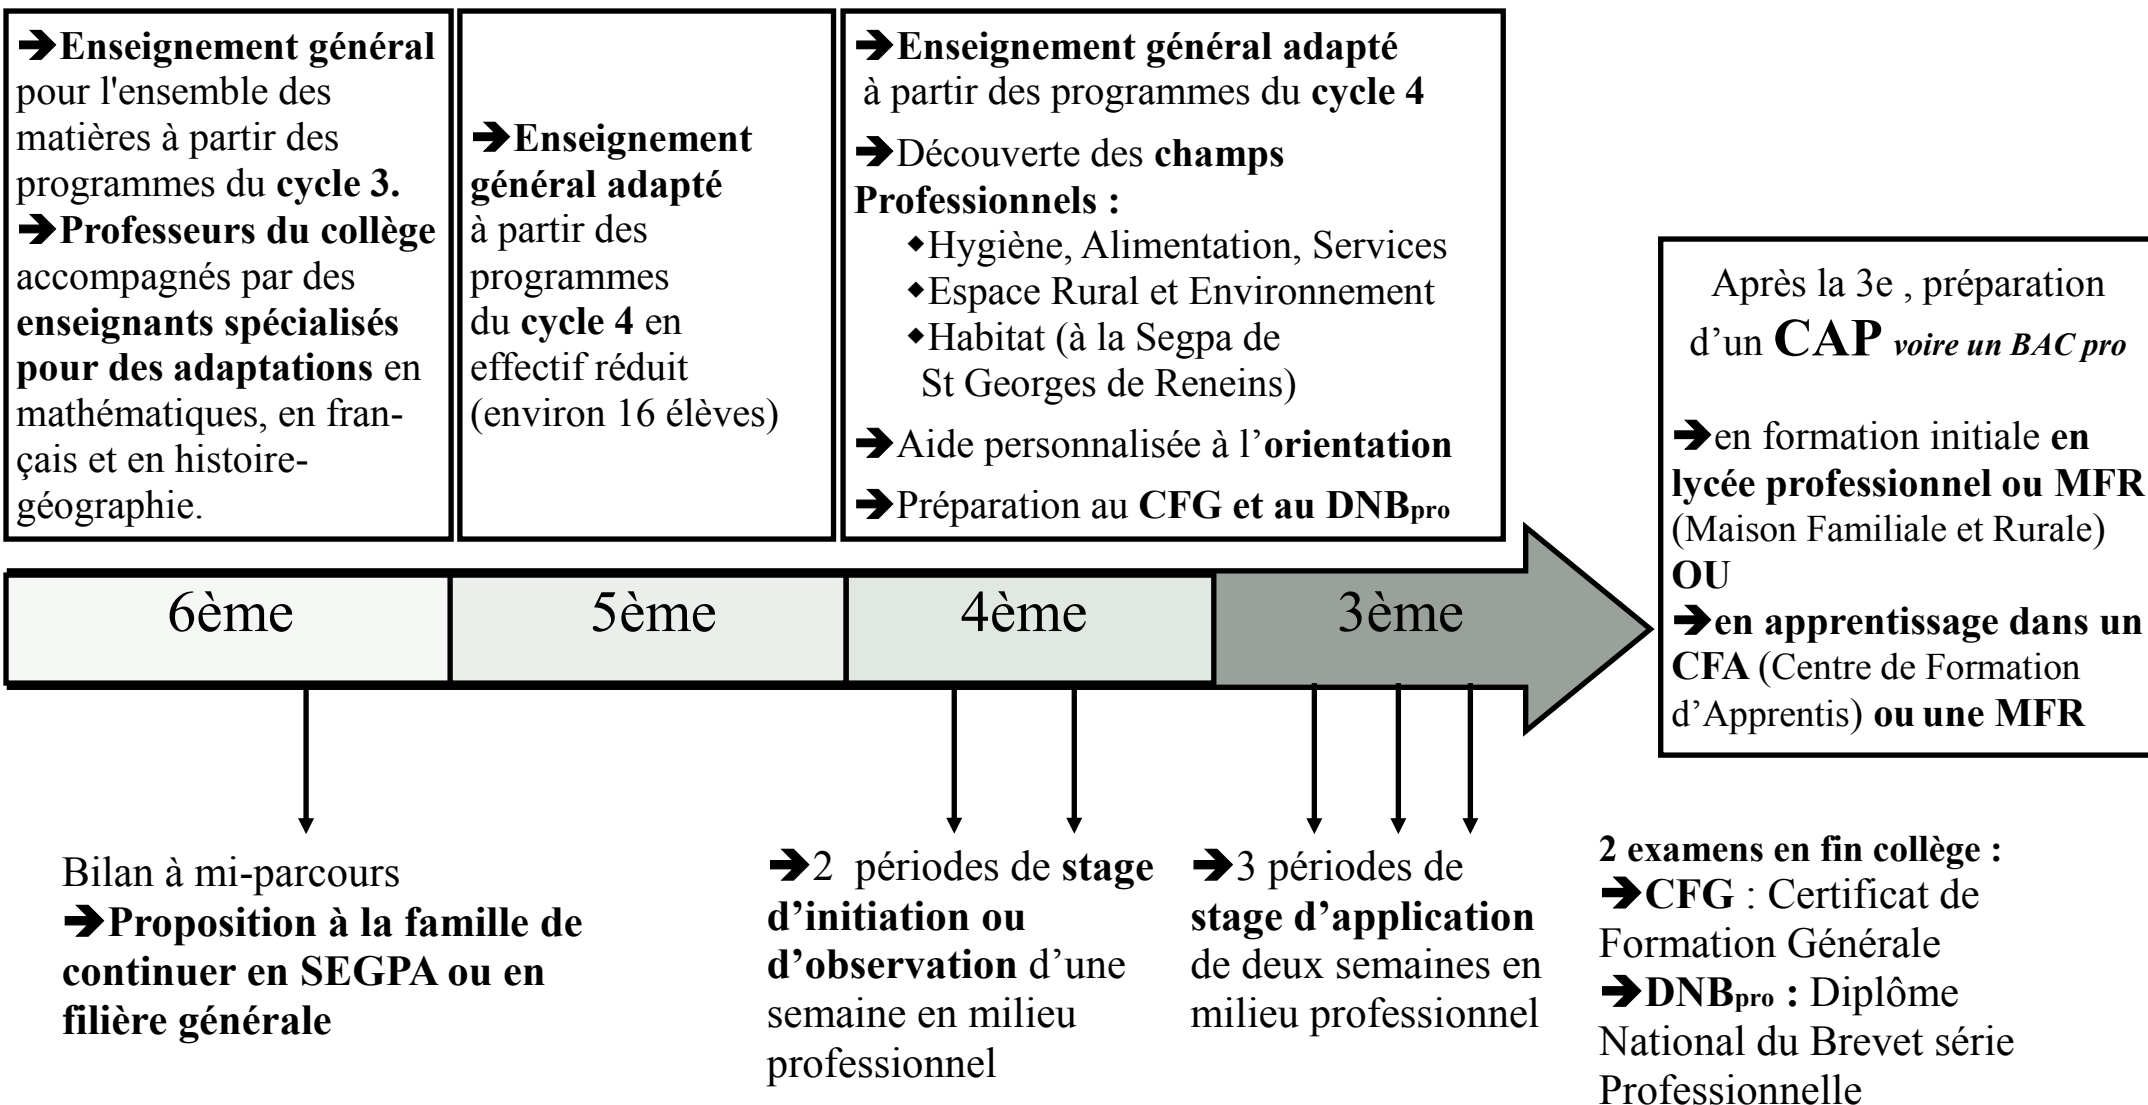 ➔Enseignement général
pour l'ensemble des
matières à partir des
programmes du cycle 3.
➔Professeurs du collège
accompagnés par des
enseignants spécialisés
pour des adaptations en
mathématiques, en fran-
çais et en histoire-
géographie.
➔Enseignement
général adapté
à partir des
programmes
du cycle 4 en
effectif réduit
(environ 16 élèves)
➔Enseignement général adapté
à partir des programmes du cycle 4
➔Découverte des champs
Professionnels :
◆Hygiène, Alimentation, Services
◆Espace Rural et Environnement
◆Habitat (à la Segpa de
St Georges de Reneins)
➔Aide personnalisée à l’orientation
➔Préparation au CFG et au DNBpro
Après la 3e , préparation
d’un CAP voire un BAC pro
➔en formation initiale en
lycée professionnel ou MFR
(Maison Familiale et Rurale)
OU
➔en apprentissage dans un
CFA (Centre de Formation
d’Apprentis) ou une MFR
6ème
5ème
4ème
3ème
Bilan à mi-parcours
➔Proposition à la famille de
continuer en SEGPA ou en
filière générale
➔2 périodes de stage
d’initiation ou
d’observation d’une
semaine en milieu
professionnel
➔3 périodes de
stage d’application
de deux semaines en
milieu professionnel
2 examens en fin collège :
➔CFG : Certificat de
Formation Générale
➔DNBpro : Diplôme
National du Brevet série
Professionnelle